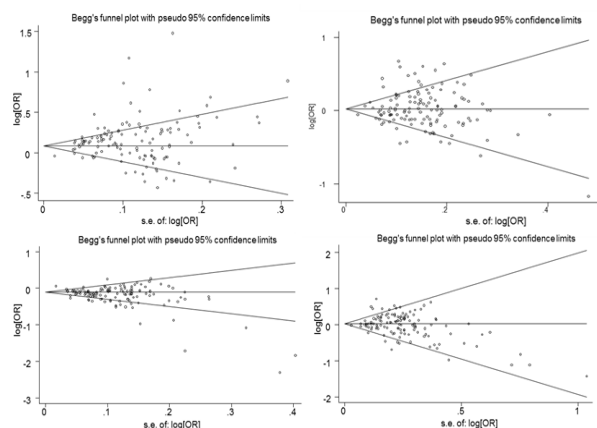 Begg's funnel plot with pseudo 95% confidence limits
1.5
1
.5
0
-.5
log[OR]
0
.1
.2
.3
s.e. of: log[OR]
Begg's funnel plot with pseudo 95% confidence limits
1
0
-1
log[OR]
0
.2
.4
s.e. of: log[OR]
Begg's funnel plot with pseudo 95% confidence limits
1
0
-1
-2
-3
log[OR]
0
.1
.2
.3
.4
s.e. of: log[OR]
Begg's funnel plot with pseudo 95% confidence limits
2
1
0
-1
-2
log[OR]
0
.5
1
s.e. of: log[OR]